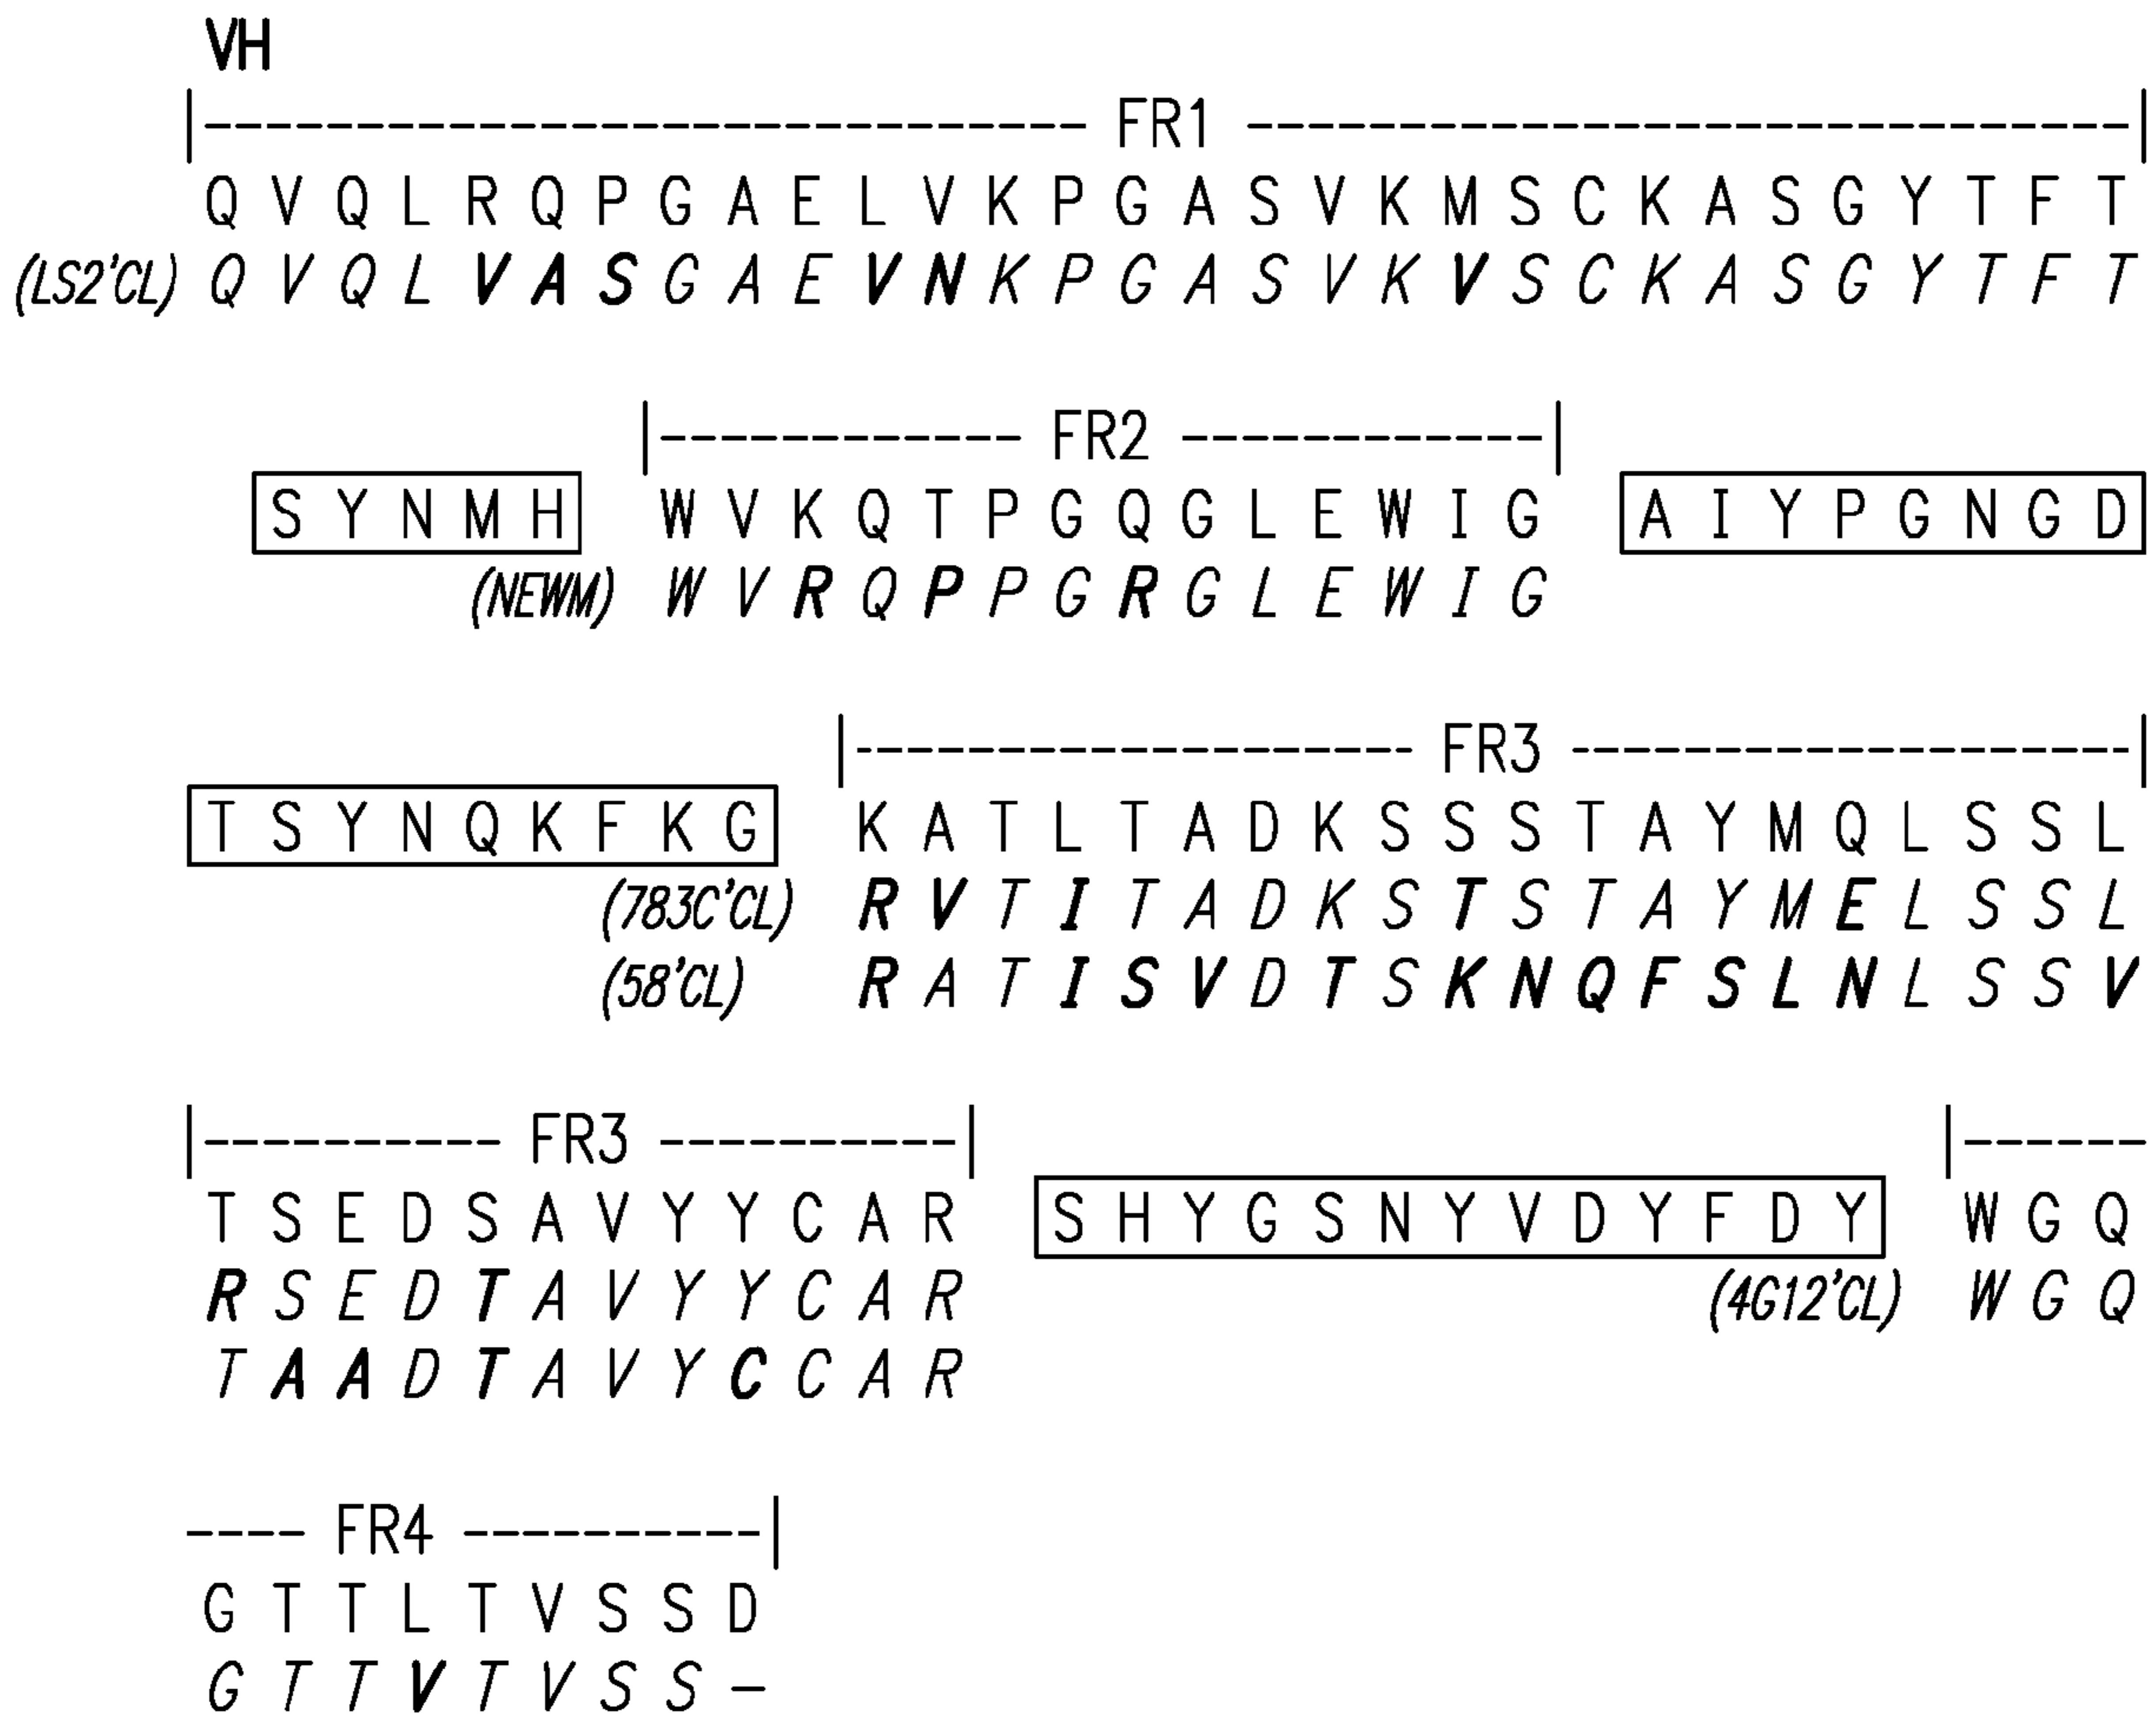 VH
|------------------------------ FR1 ------------------------------|
Q V Q L R Q P G A E L V K P G A S V K M S C K A S G Y T F T
(LS2'CL) Q V Q L V A S G A E V N K P G A S V K V S C K A S G Y T F T
|------------- FR2 -------------|
S Y N M H W V K Q T P G Q G L E W I G A I Y P G N G D
(NEWM) W V R Q P P G R G L E W I G
|------------------- FR3 -------------------|
T S Y N Q K F K G K A T L T A D K S S S T A Y M Q L S S L
(783C'CL) R V T I T A D K S T S T A Y M E L S S L
(58'CL) R A T I S V D T S K N Q F S L N L S S V
|---------- FR3 ----------| |------
T S E D S A V Y Y C A R S H Y G S N Y V D Y F D Y W G Q
R S E D T A V Y Y C A R (4G12'CL) W G Q
T A A D T A V Y C C A R
---- FR4 ----------|
G T T L T V S S D
G T T V T V S S –